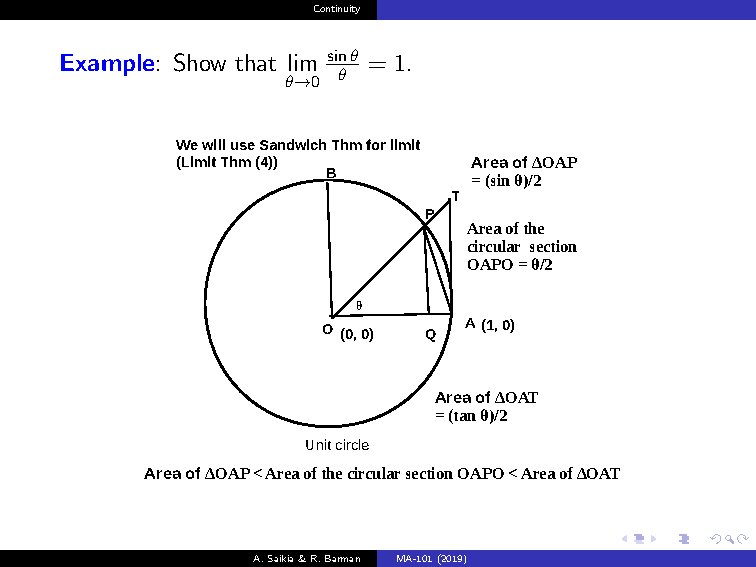 Continuity
Example: Show that lim θ→0 sin θ / θ = 1.
We will use Sandwich Thm for limit
(Limit Thm (4))
B
Area of ΔOAP
= (sin θ)/2
T
P
Area of the
circular section
OAPO = θ/2
θ
O (0, 0)
Q
A (1, 0)
Area of ΔOAT
= (tan θ)/2
Unit circle
Area of ΔOAP < Area of the circular section OAPO < Area of ΔOAT
A. Saikia & R. Barman MA-101 (2019)